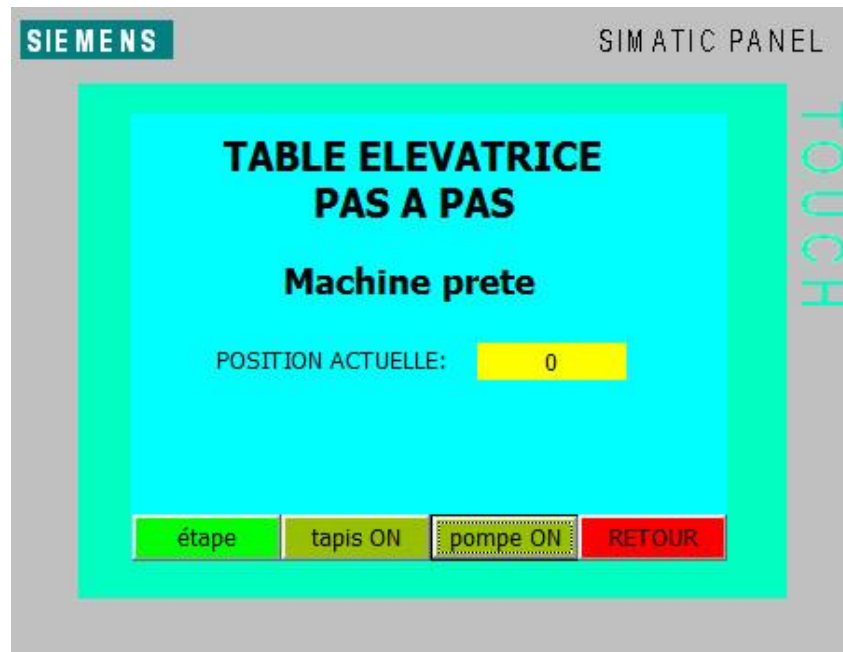 SIEMENS
SIMATIC PANEL
TOUCH
TABLE ELEVATRICE
PAS A PAS
Machine prete
POSITION ACTUELLE: 0
étape tapis ON pompe ON RETOUR